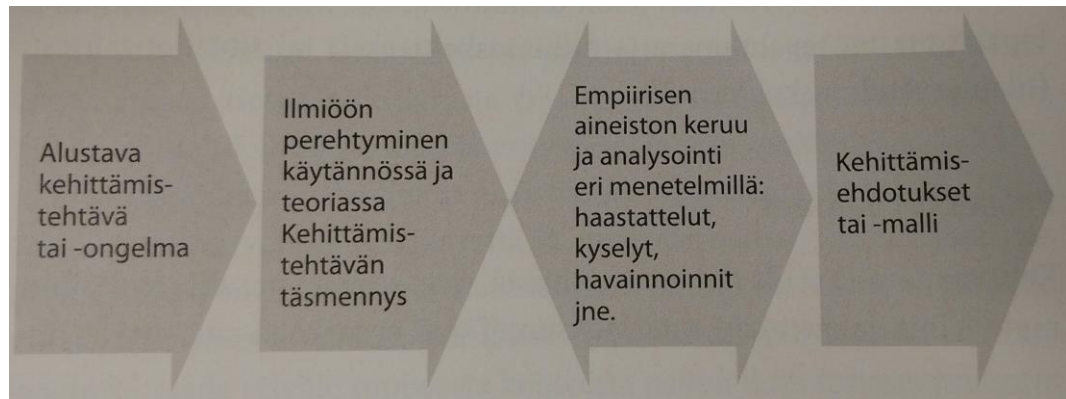 Alustava
kehittämis-
tehtävä
tai -ongelma
Ilmiöön
perehtyminen
käytännössä ja
teoriassa
Kehittämis-
tehtävän
täsmennys
Empiirisen
aineiston keruu
ja analysointi
eri menetelmillä:
haastattelut,
kyselyt,
havainnoinnit
jne.
Kehittämis-
ehdotukset
tai -malli